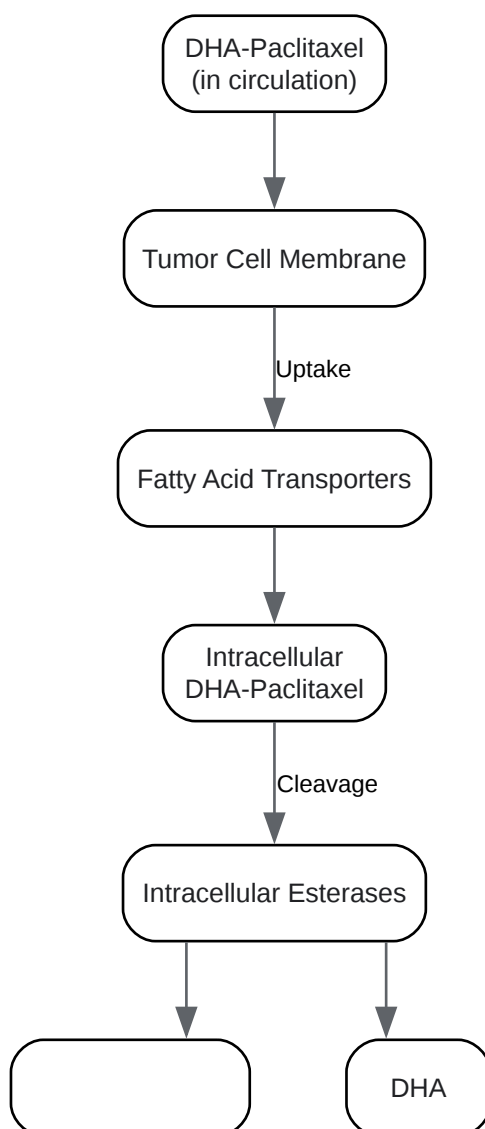 DHA-Paclitaxel
(in circulation)
Tumor Cell Membrane
Uptake
Fatty Acid Transporters
Intracellular
DHA-Paclitaxel
Cleavage
Intracellular Esterases
DHA